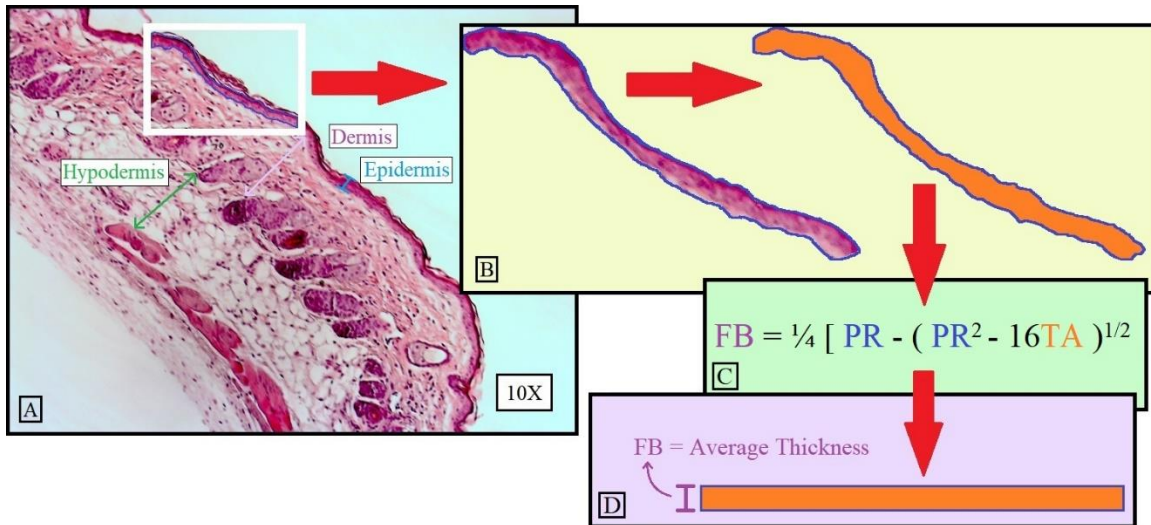 Dermis
Hypodermis
Epidermis
A
10X
B
FB = ¼ [ PR - ( PR² - 16TA )¹/²
C
FB = Average Thickness
D